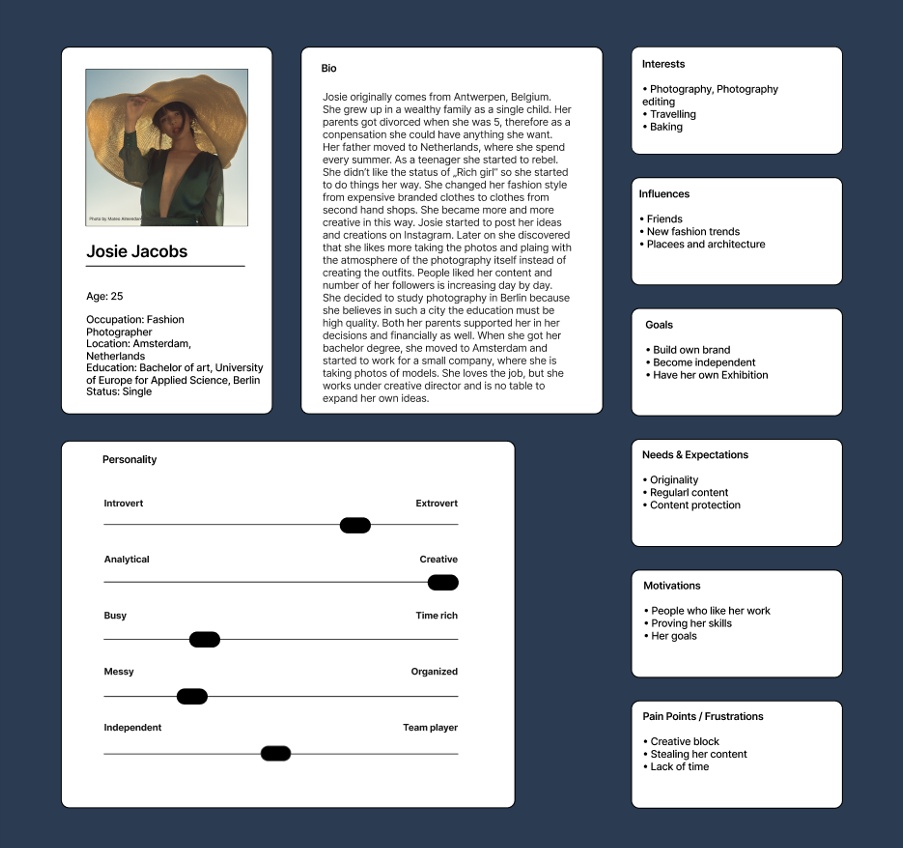 Photo by Mateo Alexender
Josie Jacobs
Age: 25
Occupation: Fashion
Photographer
Location: Amsterdam,
Netherlands
Education: Bachelor of art, University
of Europe for Applied Science, Berlin
Status: Single
Bio
Josie originally comes from Antwerpen, Belgium.
She grew up in a wealthy family as a single child. Her
parents got divorced when she was 5, therefore as a
conpensation she could have anything she want.
Her father moved to Netherlands, where she spend
every summer. As a teenager she started to rebel.
She didn't like the status of „Rich girl" so she started
to do things her way. She changed her fashion style
from expensive branded clothes to clothes from
second hand shops. She became more and more
creative in this way. Josie started to post her ideas
and creations on Instagram. Later on she discovered
that she likes more taking the photos and plaing with
the atmosphere of the photography itself instead of
creating the outfits. People liked her content and
number of her followers is increasing day by day.
She decided to study photography in Berlin because
she believes in such a city the education must be
high quality. Both her parents supported her in her
decisions and financially as well. When she got her
bachelor degree, she moved to Amsterdam and
started to work for a small company, where she is
taking photos of models. She loves the job, but she
works under creative director and is no table to
expand her own ideas.
Interests
• Photography, Photography
editing
• Travelling
• Baking
Influences
• Friends
• New fashion trends
• Placees and architecture
Goals
• Build own brand
• Become independent
• Have her own Exhibition
Needs & Expectations
• Originality
• Regularl content
• Content protection
Motivations
• People who like her work
• Proving her skills
• Her goals
Pain Points / Frustrations
• Creative block
• Stealing her content
• Lack of time
Personality
Introvert Extrovert
Analytical Creative
Busy Time rich
Messy Organized
Independent Team player